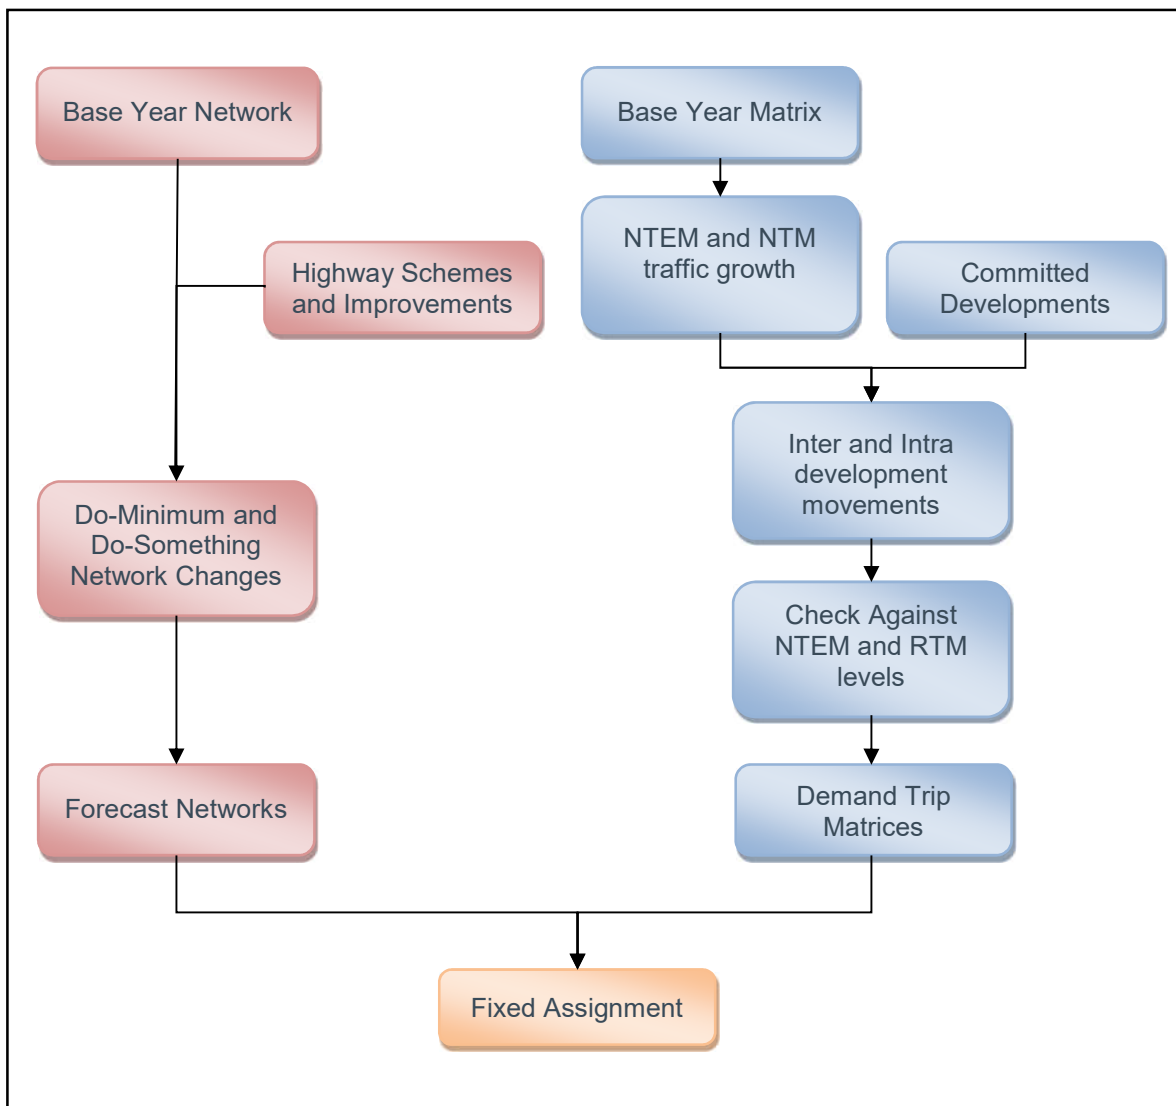 Base Year Network
Base Year Matrix
NTEM and NTM
traffic growth
Highway Schemes
and Improvements
Committed
Developments
Inter and Intra
development
movements
Do-Minimum and
Do-Something
Network Changes
Check Against
NTEM and RTM
levels
Forecast Networks
Demand Trip
Matrices
Fixed Assignment